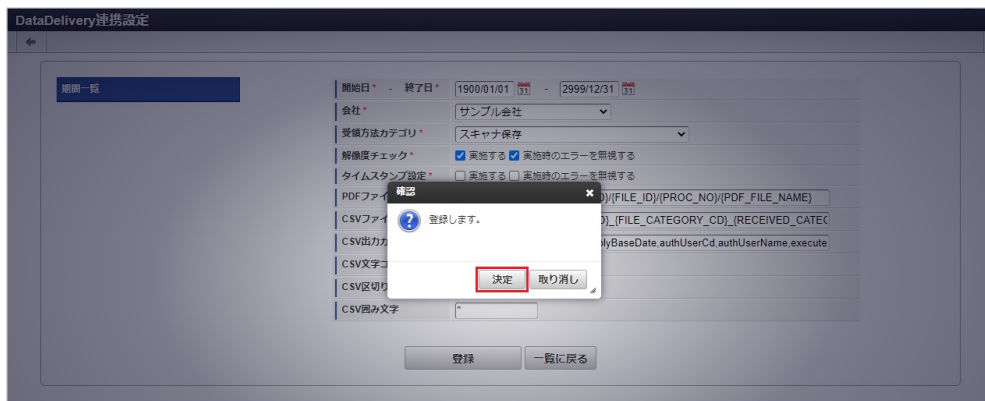 DataDelivery連携設定
期間一覧
開始日* - 終了日* 1900/01/01 31 - 2999/12/31 31
会社* サンプル会社
受領方法カテゴリ* スキャナ保存
解像度チェック* 実施する 実施時のエラーを無視する
タイムスタンプ設定* 実施する 実施時のエラーを無視する
PDFファイ D}/{FILE_ID}/{PROC_NO}/{PDF_FILE_NAME}
CSVファイ D}_{FILE_CATEGORY_CD}_{RECEIVED_CATEG
CSV出力カ plyBaseDate,authUserCd,authUserName,execute
CSV文字コ
CSV区切り
CSV囲み文字 "
確認
登録します。
決定 取り消し
登録 一覧に戻る